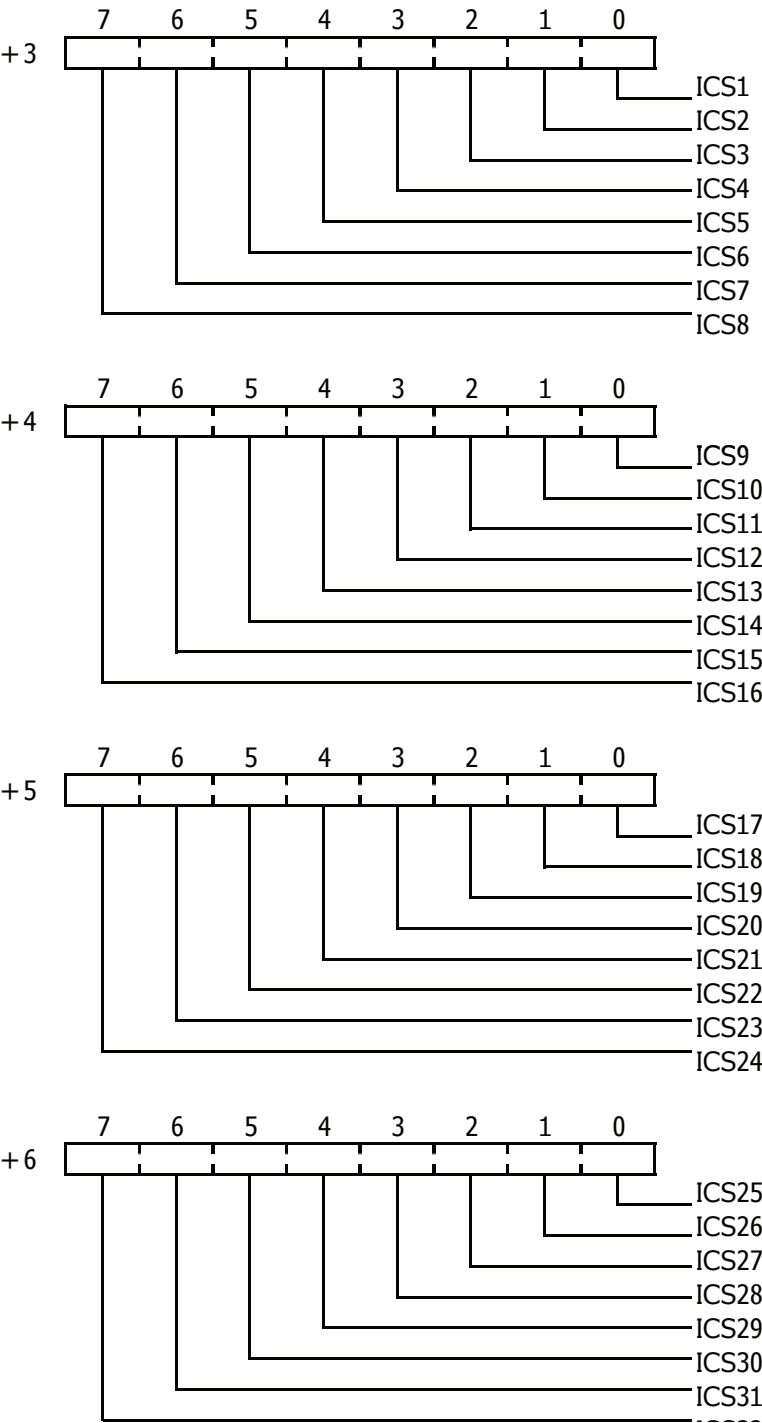 7 6 5 4 3 2 1 0
+3
ICS1
ICS2
ICS3
ICS4
ICS5
ICS6
ICS7
ICS8
7 6 5 4 3 2 1 0
+4
ICS9
ICS10
ICS11
ICS12
ICS13
ICS14
ICS15
ICS16
7 6 5 4 3 2 1 0
+5
ICS17
ICS18
ICS19
ICS20
ICS21
ICS22
ICS23
ICS24
7 6 5 4 3 2 1 0
+6
ICS25
ICS26
ICS27
ICS28
ICS29
ICS30
ICS31